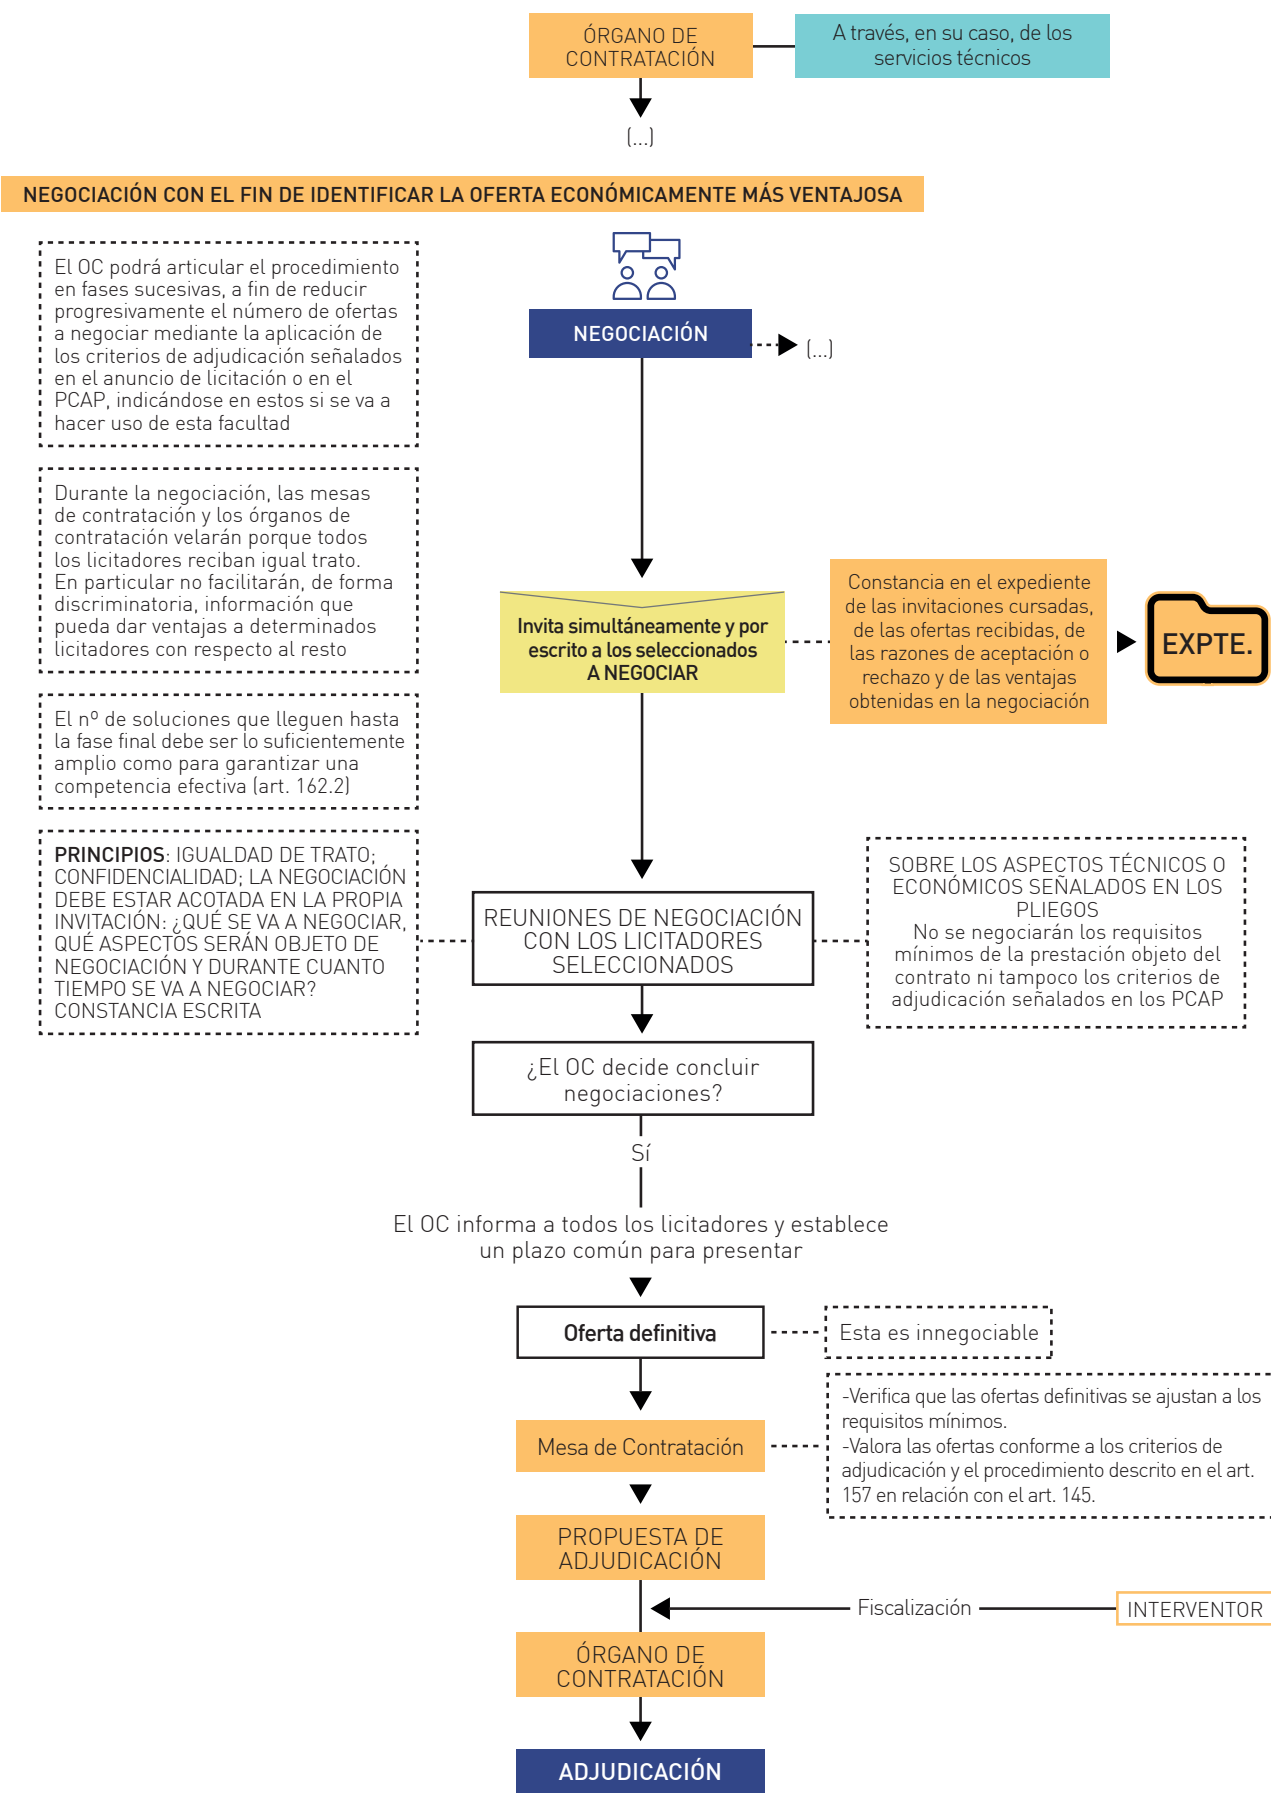 ÓRGANO DE
CONTRATACIÓN
A través, en su caso, de los
servicios técnicos
(...)
NEGOCIACIÓN CON EL FIN DE IDENTIFICAR LA OFERTA ECONÓMICAMENTE MÁS VENTAJOSA
El OC podrá articular el procedimiento
en fases sucesivas, a fin de reducir
progresivamente el número de ofertas
a negociar mediante la aplicación de
los criterios de adjudicación señalados
en el anuncio de licitación o en el
PCAP, indicándose en estos si se va a
hacer uso de esta facultad
NEGOCIACIÓN
(...)
Durante la negociación, las mesas
de contratación y los órganos de
contratación velarán porque todos
los licitadores reciban igual trato.
En particular no facilitarán, de forma
discriminatoria, información que
pueda dar ventajas a determinados
licitadores con respecto al resto
Invita simultáneamente y por
escrito a los seleccionados
A NEGOCIAR
Constancia en el expediente
de las invitaciones cursadas,
de las ofertas recibidas, de
las razones de aceptación o
rechazo y de las ventajas
obtenidas en la negociación
EXPTE.
El nº de soluciones que lleguen hasta
la fase final debe ser lo suficientemente
amplio como para garantizar una
competencia efectiva (art. 162.2)
PRINCIPIOS: IGUALDAD DE TRATO;
CONFIDENCIALIDAD; LA NEGOCIACIÓN
DEBE ESTAR ACOTADA EN LA PROPIA
INVITACIÓN: ¿QUÉ SE VA A NEGOCIAR,
QUÉ ASPECTOS SERÁN OBJETO DE
NEGOCIACIÓN Y DURANTE CUANTO
TIEMPO SE VA A NEGOCIAR?
CONSTANCIA ESCRITA
REUNIONES DE NEGOCIACIÓN
CON LOS LICITADORES
SELECCIONADOS
SOBRE LOS ASPECTOS TÉCNICOS O
ECONÓMICOS SEÑALADOS EN LOS
PLIEGOS
No se negociarán los requisitos
mínimos de la prestación objeto del
contrato ni tampoco los criterios de
adjudicación señalados en los PCAP
¿El OC decide concluir
negociaciones?
Sí
El OC informa a todos los licitadores y establece
un plazo común para presentar
Oferta definitiva
Esta es innegociable
Mesa de Contratación
-Verifica que las ofertas definitivas se ajustan a los
requisitos mínimos.
-Valora las ofertas conforme a los criterios de
adjudicación y el procedimiento descrito en el art.
157 en relación con el art. 145.
PROPUESTA DE
ADJUDICACIÓN
Fiscalización
INTERVENTOR
ÓRGANO DE
CONTRATACIÓN
ADJUDICACIÓN